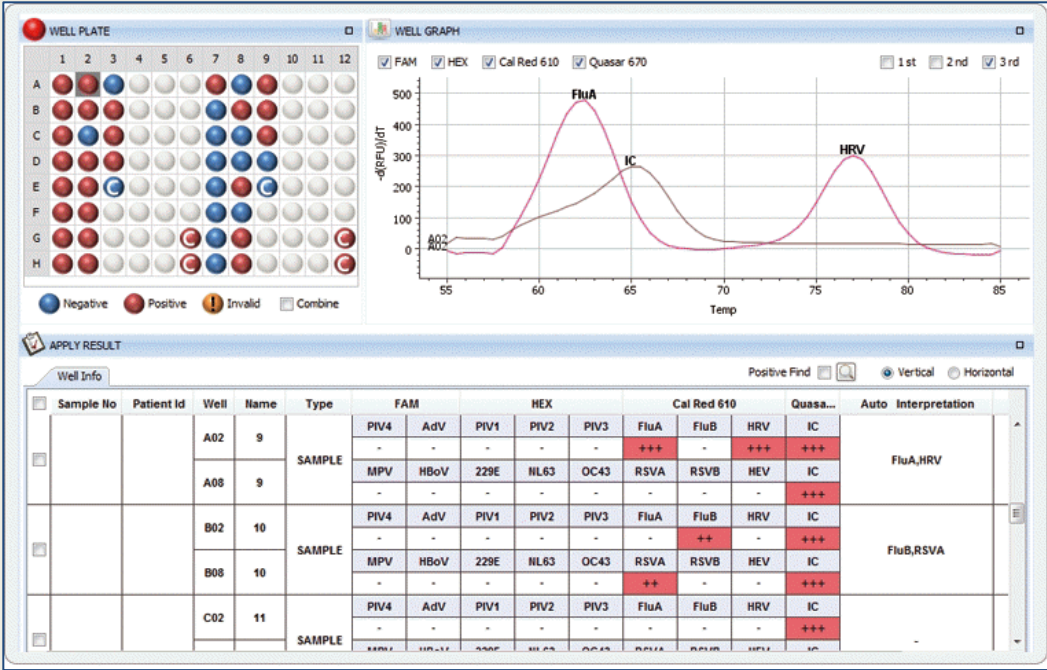 WELL PLATE
1 2 3 4 5 6 7 8 9 10 11 12
A
B
C
D
E C C
F
G C C
H C C
Negative Positive ! Invalid Combine
WELL GRAPH
FAM HEX Cal Red 610 Quasar 670 1 st 2 nd 3 rd
-d(RFU)/dT
500
400
300
200
100
0
FluA
IC
HRV
A02
A02
55 60 65 70 75 80 85
Temp
APPLY RESULT
Well Info Positive Find Vertical Horizontal
Sample No Patient Id Well Name Type FAM HEX Cal Red 610 Quasa... Auto Interpretation
A02 9 SAMPLE PIV4 AdV PIV1 PIV2 PIV3 FluA FluB HRV IC FluA,HRV
- - - - - +++ - +++ +++
A08 9 MPV HBoV 229E NL63 OC43 RSVA RSVB HEV IC
- - - - - - - - +++
B02 10 SAMPLE PIV4 AdV PIV1 PIV2 PIV3 FluA FluB HRV IC FluB,RSVA
- - - - - - ++ - +++
B08 10 MPV HBoV 229E NL63 OC43 RSVA RSVB HEV IC
- - - - - ++ - - +++
C02 11 SAMPLE PIV4 AdV PIV1 PIV2 PIV3 FluA FluB HRV IC -
- - - - - - - - +++